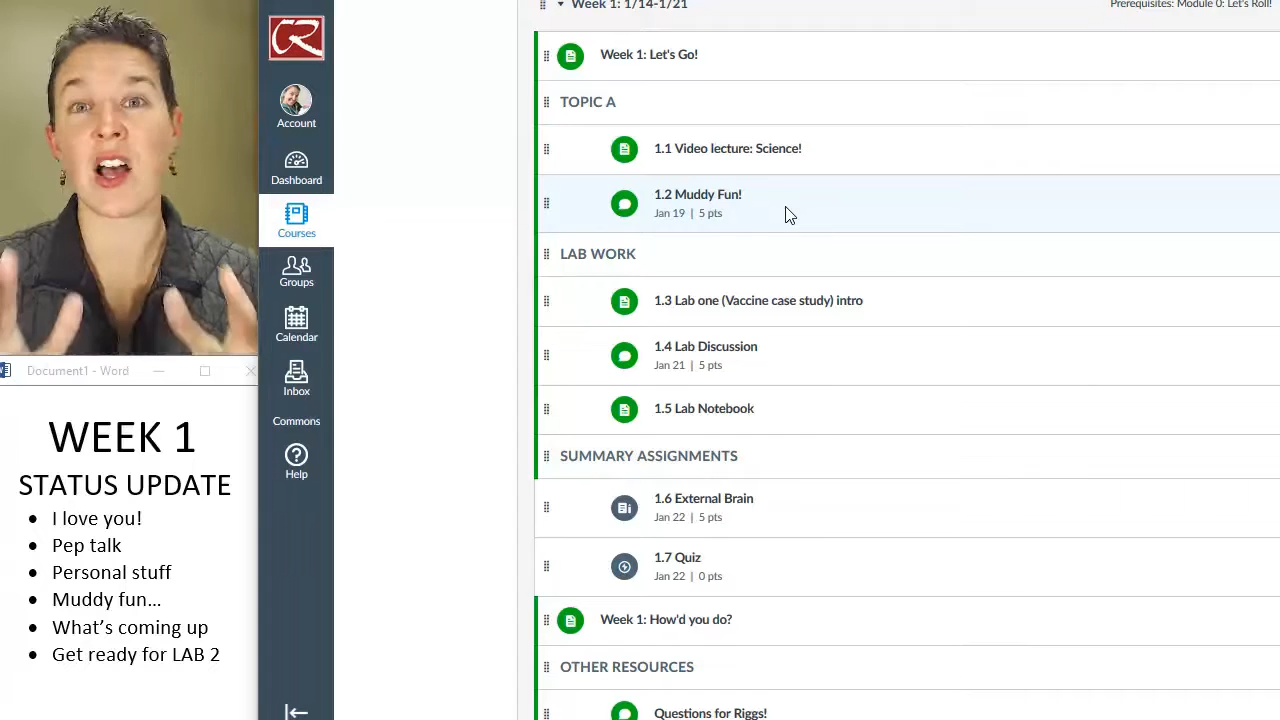 Week 1: 1/14-1/21
Prerequisites: Module 0: Let's Roll!
CR
Account
Dashboard
Courses
Groups
Calendar
Inbox
Commons
Help
Week 1: Let's Go!
TOPIC A
1.1 Video lecture: Science!
1.2 Muddy Fun!
Jan 19 | 5 pts
LAB WORK
1.3 Lab one (Vaccine case study) intro
1.4 Lab Discussion
Jan 21 | 5 pts
1.5 Lab Notebook
SUMMARY ASSIGNMENTS
1.6 External Brain
Jan 22 | 5 pts
1.7 Quiz
Jan 22 | 0 pts
Week 1: How'd you do?
OTHER RESOURCES
Questions for Riggs!
Document1 - Word
WEEK 1
STATUS UPDATE
• I love you!
• Pep talk
• Personal stuff
• Muddy fun...
• What's coming up
• Get ready for LAB 2